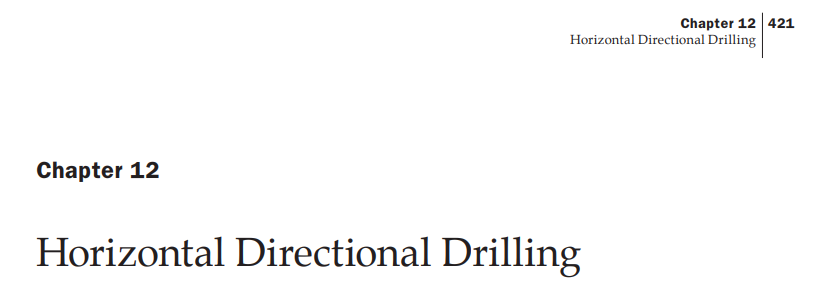 Chapter 12 421
Horizontal Directional Drilling
Chapter 12
Horizontal Directional Drilling